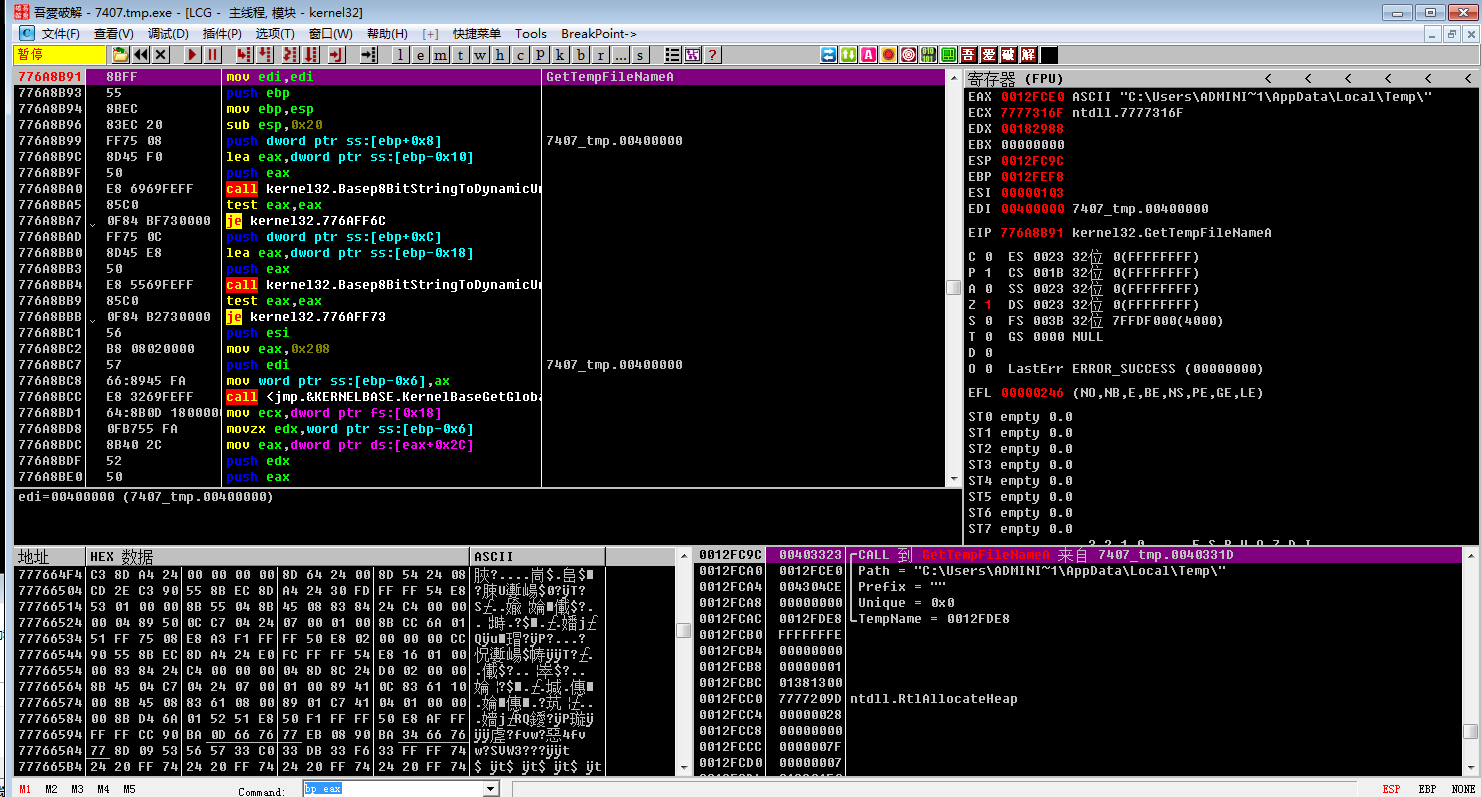 吾愛破解 - 7407.tmp.exe - [LCG - 主线程, 模块 - kernel32]
文件(F) 查看(V) 调试(D) 插件(P) 选项(T) 窗口(W) 帮助(H) [+] 快捷菜单 Tools BreakPoint->
暂停 l e m t w h c p k b r ... s ? 吾 爱 破 解
776A8B91 8BFF mov edi,edi GetTempFileNameA
776A8B93 55 push ebp
776A8B94 8BEC mov ebp,esp
776A8B96 83EC 20 sub esp,0x20
776A8B99 FF75 08 push dword ptr ss:[ebp+0x8] 7407_tmp.00400000
776A8B9C 8D45 F0 lea eax,dword ptr ss:[ebp-0x10]
776A8B9F 50 push eax
776A8BA0 E8 6969FEFF call kernel32.Basep8BitStringToDynamicUn
776A8BA5 85C0 test eax,eax
776A8BA7 0F84 BF730000 je kernel32.776AFF6C
776A8BAD FF75 0C push dword ptr ss:[ebp+0xC]
776A8BB0 8D45 E8 lea eax,dword ptr ss:[ebp-0x18]
776A8BB3 50 push eax
776A8BB4 E8 5569FEFF call kernel32.Basep8BitStringToDynamicUn
776A8BB9 85C0 test eax,eax
776A8BBB 0F84 B2730000 je kernel32.776AFF73
776A8BC1 56 push esi
776A8BC2 B8 08020000 mov eax,0x208
776A8BC7 57 push edi 7407_tmp.00400000
776A8BC8 66:8945 FA mov word ptr ss:[ebp-0x6],ax
776A8BCC E8 3269FEFF call <jmp.&KERNELBASE.KernelBaseGetGloba
776A8BD1 64:8B0D 1800000 mov ecx,dword ptr fs:[0x18]
776A8BD8 0FB755 FA movzx edx,word ptr ss:[ebp-0x6]
776A8BDC 8B40 2C mov eax,dword ptr ds:[eax+0x2C]
776A8BDF 52 push edx
776A8BE0 50 push eax
edi=00400000 (7407_tmp.00400000)
寄存器 (FPU) < < < < < <
EAX 0012FCE0 ASCII "C:\Users\ADMINI~1\AppData\Local\Temp\"
ECX 7777316F ntdll.7777316F
EDX 00182988
EBX 00000000
ESP 0012FC9C
EBP 0012FEF8
ESI 00000103
EDI 00400000 7407_tmp.00400000
EIP 776A8B91 kernel32.GetTempFileNameA
C 0 ES 0023 32位 0(FFFFFFFF)
P 1 CS 001B 32位 0(FFFFFFFF)
A 0 SS 0023 32位 0(FFFFFFFF)
Z 1 DS 0023 32位 0(FFFFFFFF)
S 0 FS 003B 32位 7FFDF000(4000)
T 0 GS 0000 NULL
D 0
O 0 LastErr ERROR_SUCCESS (00000000)
EFL 00000246 (NO,NB,E,BE,NS,PE,GE,LE)
ST0 empty 0.0
ST1 empty 0.0
ST2 empty 0.0
ST3 empty 0.0
ST4 empty 0.0
ST5 empty 0.0
ST6 empty 0.0
ST7 empty 0.0
地址 HEX 数据 ASCII
777664F4 C3 8D A4 24 00 00 00 00 8D 64 24 00 8D 54 24 08
77766504 CD 2E C3 90 55 8B EC 8D A4 24 30 FD FF FF 54 E8
77766514 53 01 00 00 8B 55 04 8B 45 08 83 84 24 C4 00 00
77766524 00 04 89 50 0C C7 04 24 07 00 01 00 8B CC 6A 01
77766534 51 FF 75 08 E8 A3 F1 FF FF 50 E8 02 00 00 00 CC
77766544 90 55 8B EC 8D A4 24 E0 FC FF FF 54 E8 16 01 00
77766554 00 83 84 24 C4 00 00 00 04 8D 8C 24 D0 02 00 00
77766564 8B 45 04 C7 04 24 07 00 01 00 89 41 0C 83 61 10
77766574 00 8B 45 08 83 61 08 00 89 01 C7 41 04 01 00 00
77766584 00 8B D4 6A 01 52 51 E8 50 F1 FF FF 50 E8 AF FF
77766594 FF FF CC 90 BA 0D 66 76 77 EB 08 90 BA 34 66 76
777665A4 77 8D 09 53 56 57 33 C0 33 DB 33 F6 33 FF FF 74
777665B4 24 20 FF 74 24 20 FF 74 24 20 FF 74 24 20 FF 74
0012FC9C 00403323 CALL 到 GetTempFileNameA 来自 7407_tmp.0040331D
0012FCA0 0012FCE0 Path = "C:\Users\ADMINI~1\AppData\Local\Temp\"
0012FCA4 004304CE Prefix = ""
0012FCA8 00000000 Unique = 0x0
0012FCAC 0012FDE8 TempName = 0012FDE8
0012FCB0 FFFFFFFE
0012FCB4 00000000
0012FCB8 00000001
0012FCBC 01381300
0012FCC0 7777209D ntdll.RtlAllocateHeap
0012FCC4 00000028
0012FCC8 00000000
0012FCCC 0000007F
0012FCD0 00000007
M1 M2 M3 M4 M5 Command: bp eax ESP EBP NONE